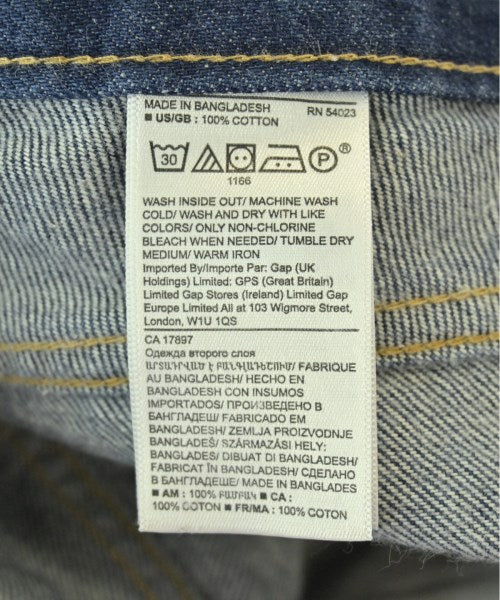 MADE IN BANGLADESH RN 54023
■ US/GB : 100% COTTON
30 P ®
1166
WASH INSIDE OUT/ MACHINE WASH
COLD/ WASH AND DRY WITH LIKE
COLORS/ ONLY NON-CHLORINE
BLEACH WHEN NEEDED/ TUMBLE DRY
MEDIUM/ WARM IRON
Imported By/Importe Par: Gap (UK
Holdings) Limited: GPS (Great Britain)
Limited Gap Stores (Ireland) Limited Gap
Europe Limited All at 103 Wigmore Street,
London, W1U 1QS
CA 17897
Одежда второго слоя
ԱՐՏԱԴՐՎԱԾ Է ԲԱՆԳԼԱԴԵՇՈՒՄ/ FABRIQUE
AU BANGLADESH/ HECHO EN
BANGLADESH CON INSUMOS
IMPORTADOS/ ПРОИЗВЕДЕНО В
БАНГЛАДЕШ/ FABRICADO EM
BANGLADESH/ ZEMLJA PROIZVODNJE
BANGLADEŠ/ SZÁRMAZÁSI HELY:
BANGLADES/ DIBUAT DI BANGLADESH/
FABRICAT ÎN BANGLADESH/ СДЕЛАНО
В БАНГЛАДЕШЕ/ MADE IN BANGLADES
■ AM : 100% ԲԱՄԲԱԿ ■ CA :
100% COTON ■ FR/MA : 100% COTON